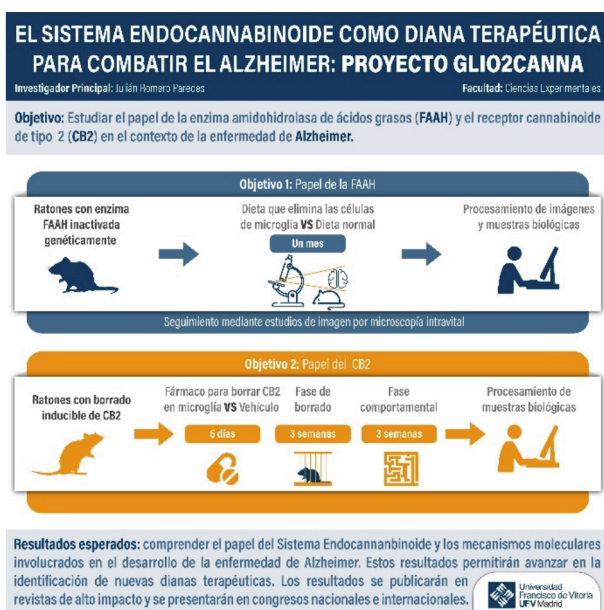 EL SISTEMA ENDOCANNABINOIDE COMO DIANA TERAPÉUTICA
PARA COMBATIR EL ALZHEIMER: PROYECTO GLIO2CANNA
Investigador Principal: Julián Romero Paredes
Facultad: Ciencias Experimentales
Objetivo: Estudiar el papel de la enzima amidohidrolasa de ácidos grasos (FAAH) y el receptor cannabinoide
de tipo 2 (CB2) en el contexto de la enfermedad de Alzheimer.
Objetivo 1: Papel de la FAAH
Ratones con enzima
FAAH inactivada
genéticamente
Dieta que elimina las células
de microglía VS Dieta normal
Un mes
Procesamiento de imágenes
y muestras biológicas
Seguimiento mediante estudios de imagen por microscopía intravital
Objetivo 2: Papel del CB2
Ratones con borrado
inducible de CB2
Fármaco para borrar CB2
en microglía VS Vehículo
5 días
Fase de
borrado
3 semanas
Fase
comportamental
3 semanas
Procesamiento de
muestras biológicas
Resultados esperados: comprender el papel del Sistema Endocannanbinoide y los mecanismos moleculares
involucrados en el desarrollo de la enfermedad de Alzheimer. Estos resultados permitirán avanzar en la
identificación de nuevas dianas terapéuticas. Los resultados se publicarán en
revistas de alto impacto y se presentarán en congresos nacionales e internacionales.
Universidad
Francisco de Vitoria
UFV Madrid